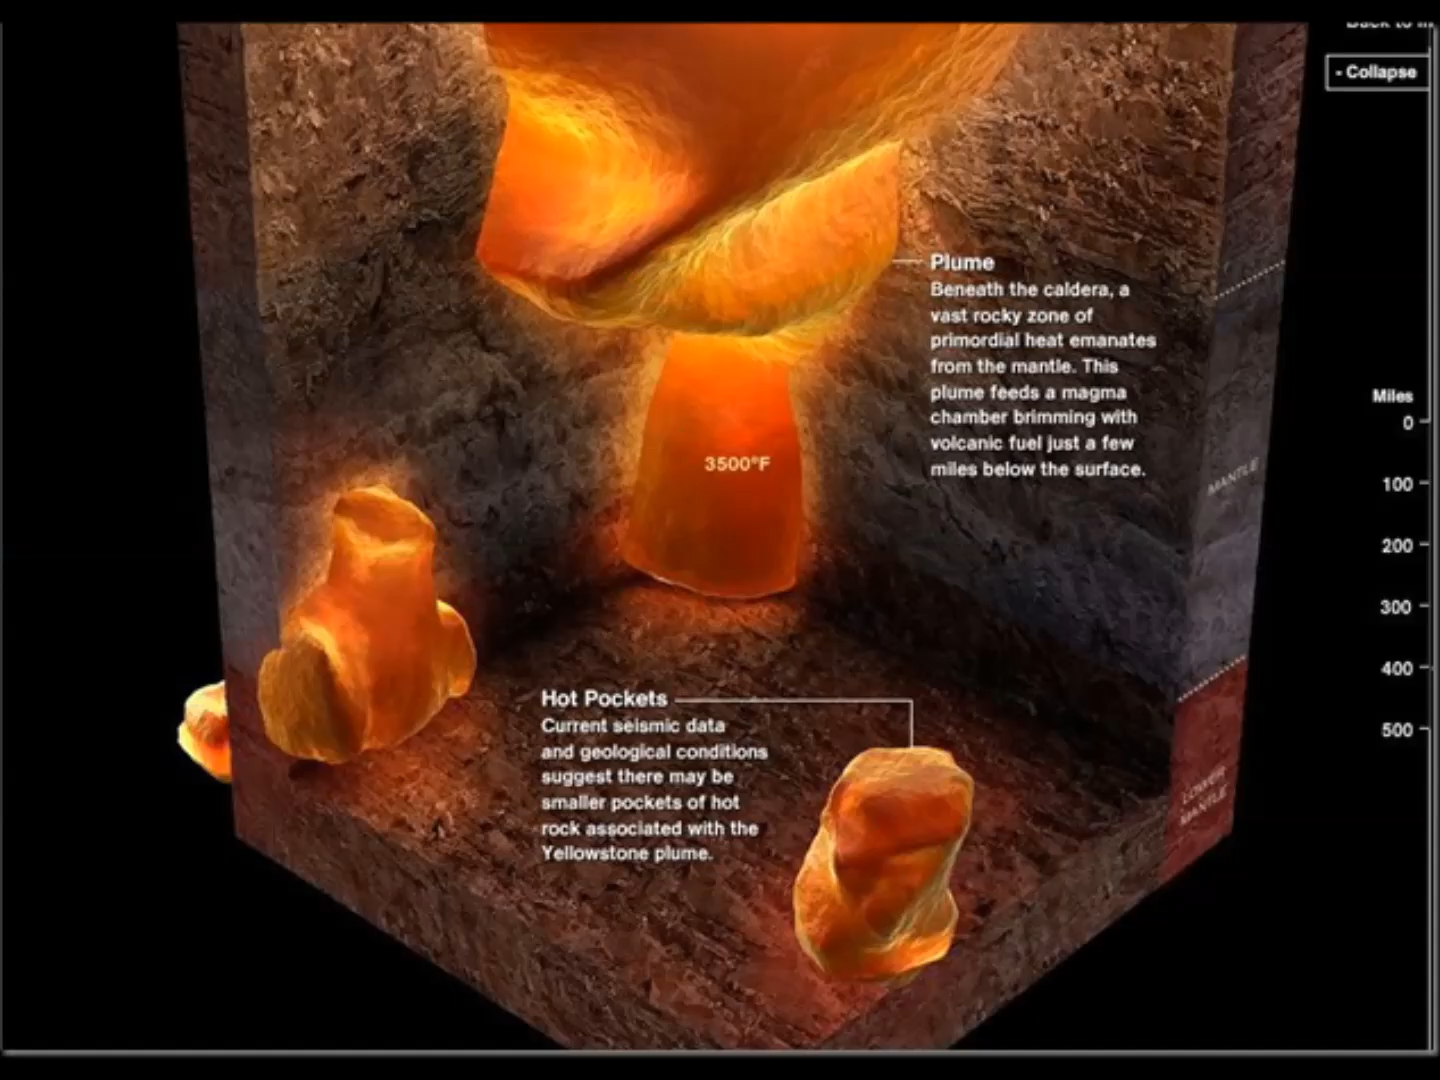 - Collapse
Plume
Beneath the caldera, a
vast rocky zone of
primordial heat emanates
from the mantle. This
plume feeds a magma
chamber brimming with
volcanic fuel just a few
miles below the surface.
3500°F
MANTLE
Miles
0
100
200
300
400
500
Hot Pockets
Current seismic data
and geological conditions
suggest there may be
smaller pockets of hot
rock associated with the
Yellowstone plume.
LOWER
MANTLE